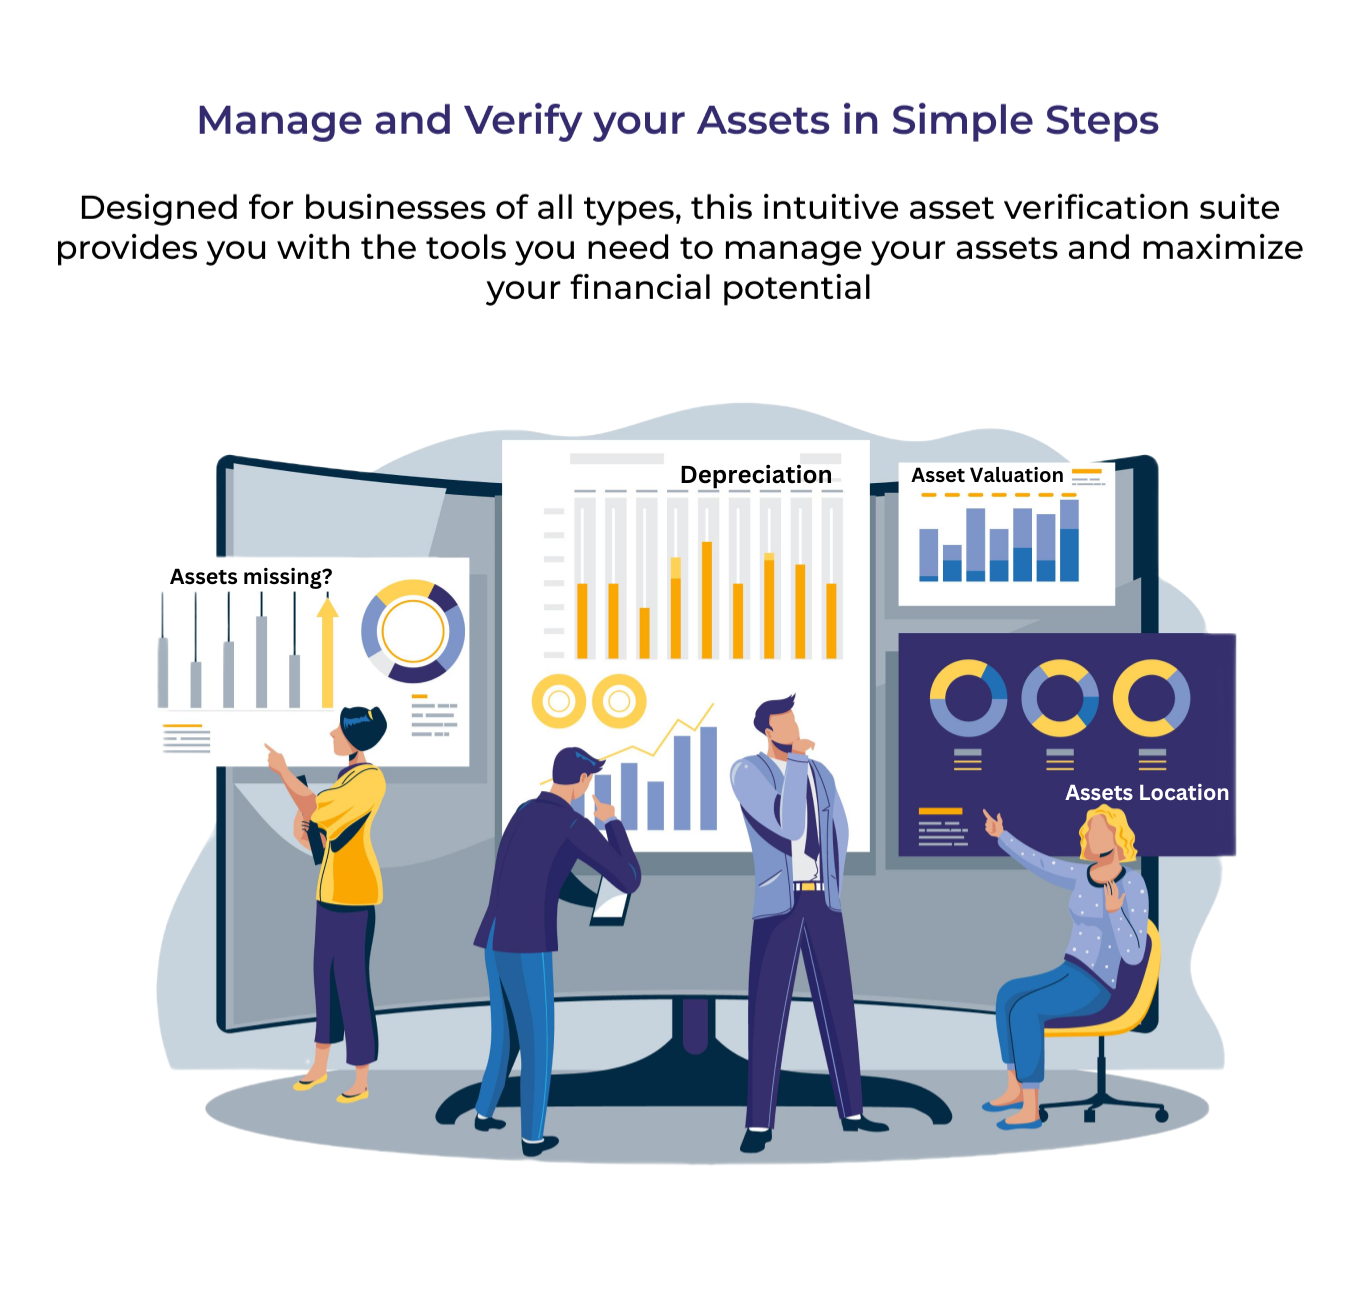 Manage and Verify your Assets in Simple Steps
Designed for businesses of all types, this intuitive asset verification suite
provides you with the tools you need to manage your assets and maximize
your financial potential
Depreciation
Asset Valuation
Assets missing?
Assets Location